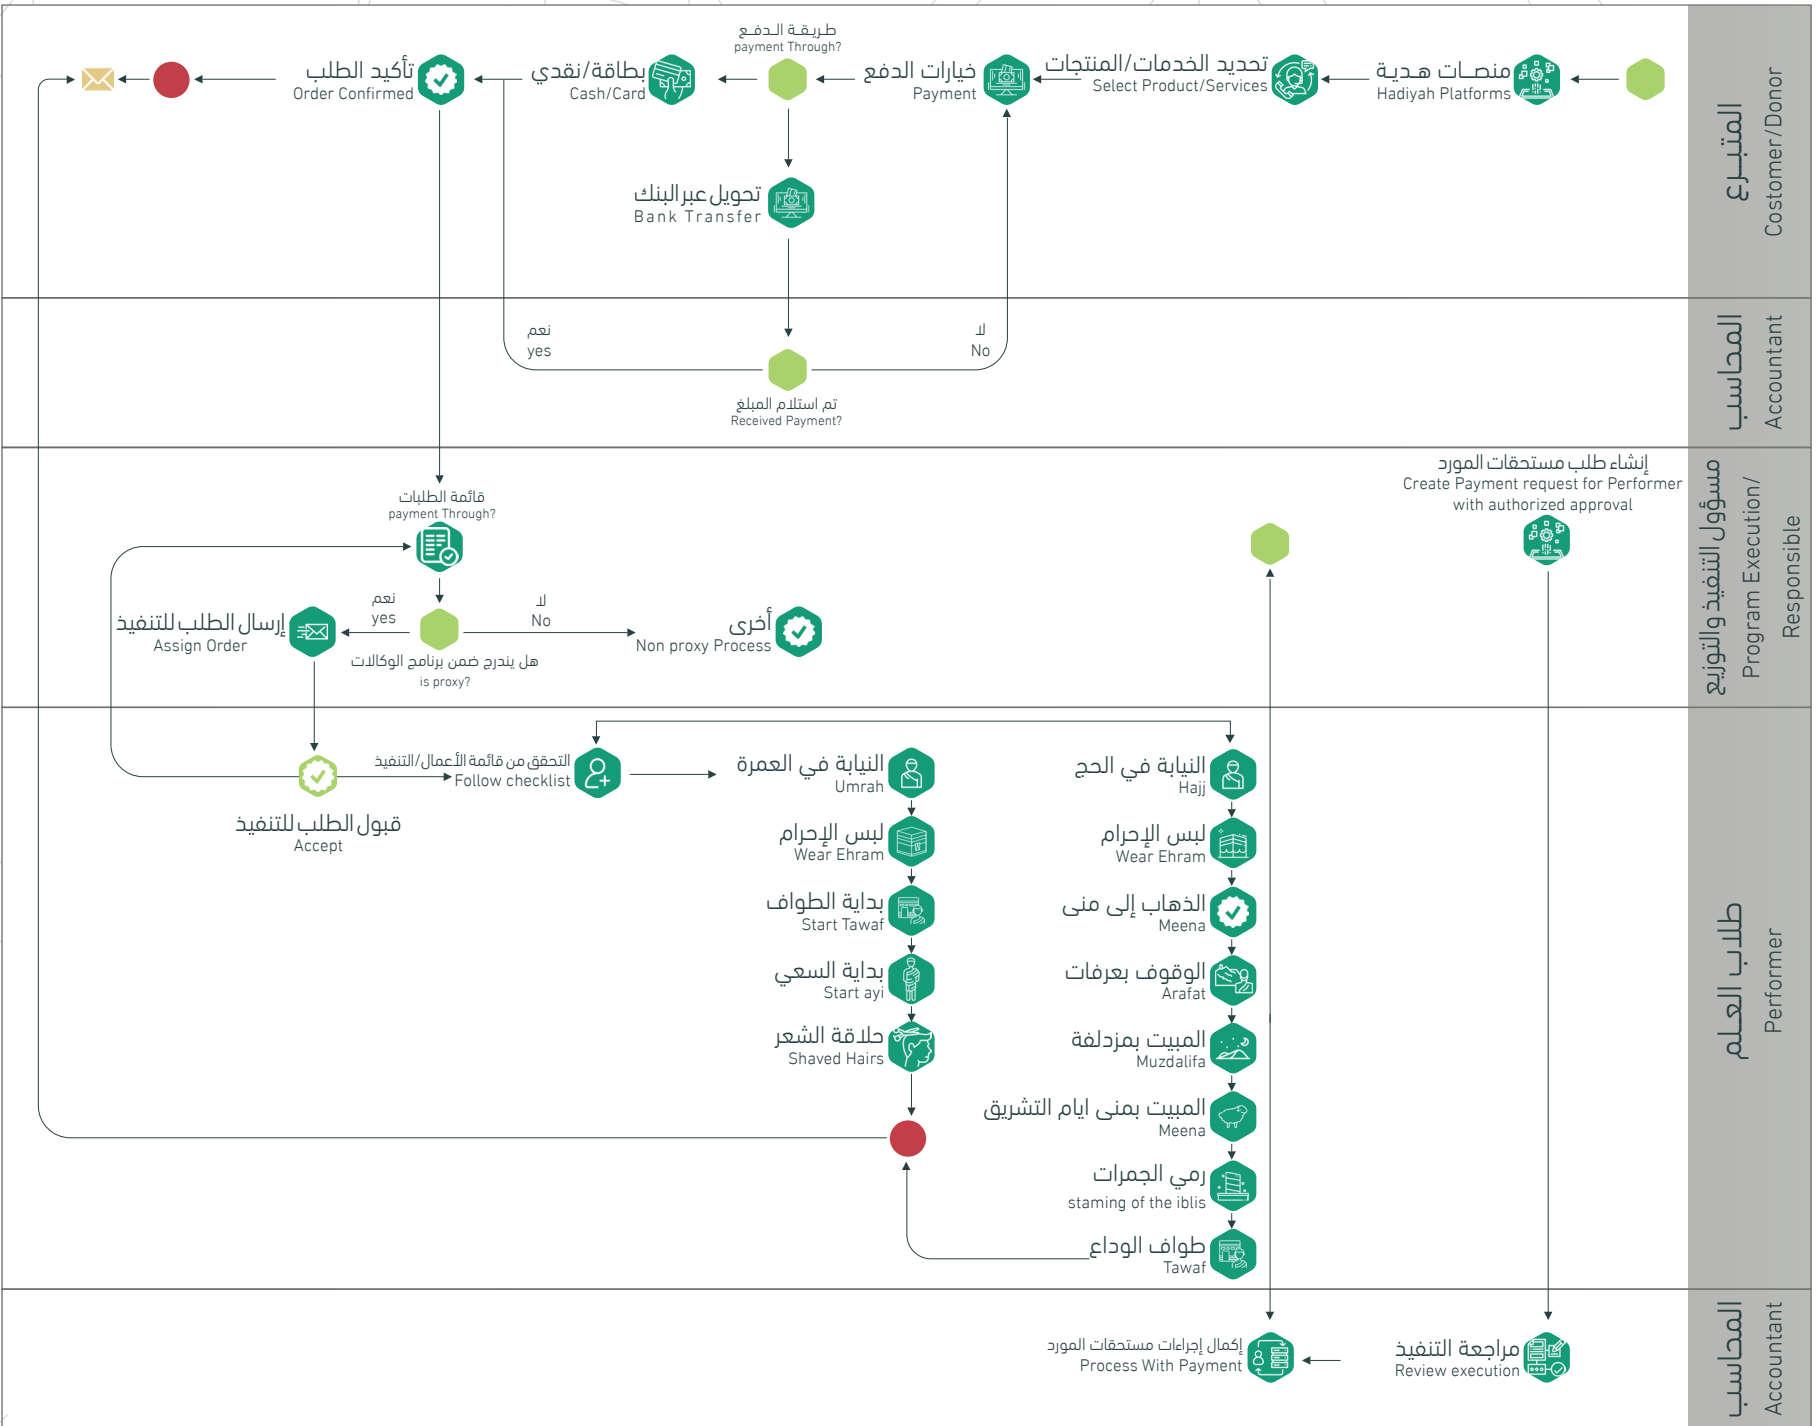 المتبـرع
Costomer/Donor
منصـات هـديـة
Hadiyah Platforms
تحديد الخدمات/المنتجات
Select Product/Services
خيارات الدفع
Payment
طـريـقـة الـدفـع
payment Through?
بطاقة/نقدي
Cash/Card
تأكيد الطلب
Order Confirmed
تحويل عبر البنك
Bank Transfer
المحاسب
Accountant
لا
No
نعم
yes
تم استلام المبلغ
Received Payment?
مسؤول التنفيذ والتوزيع
Program Execution/
Responsible
إنشاء طلب مستحقات المورد
Create Payment request for Performer
with authorized approval
قائمة الطلبات
payment Through?
أخرى
Non proxy Process
لا
No
نعم
yes
هل يندرج ضمن برنامج الوكالات
is proxy?
إرسال الطلب للتنفيذ
Assign Order
طلاب العلـم
Performer
قبول الطلب للتنفيذ
Accept
التحقق من قائمة الأعمال/التنفيذ
Follow checklist
النيابة في العمرة
Umrah
لبس الإحرام
Wear Ehram
بداية الطواف
Start Tawaf
بداية السعي
Start ayi
حلاقة الشعر
Shaved Hairs
النيابة في الحج
Hajj
لبس الإحرام
Wear Ehram
الذهاب إلى منى
Meena
الوقوف بعرفات
Arafat
المبيت بمزدلفة
Muzdalifa
المبيت بمنى ايام التشريق
Meena
رمي الجمرات
staming of the iblis
طواف الوداع
Tawaf
المحاسب
Accountant
مراجعة التنفيذ
Review execution
إكمال إجراءات مستحقات المورد
Process With Payment